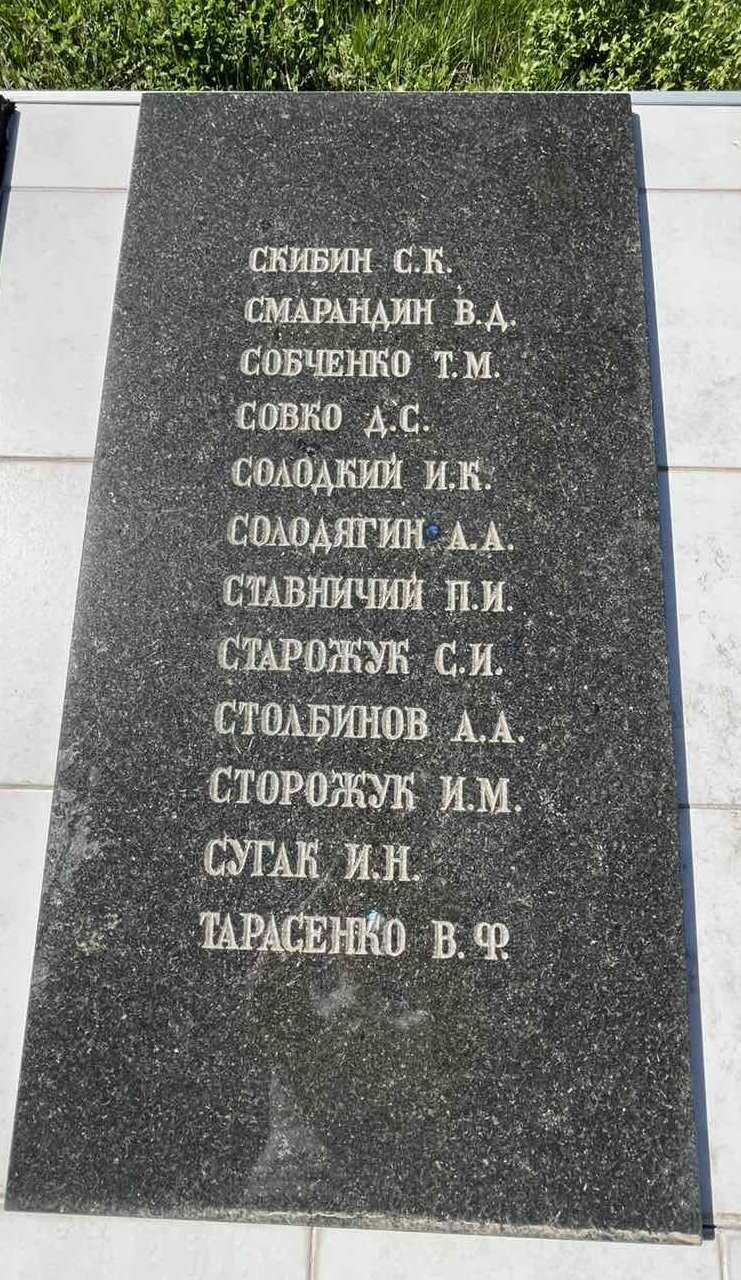 СКИБИН С.К.
СМАРАНДИН В.Д.
СОБЧЕНКО Т.М.
СОВКО Д.С.
СОЛОДКИЙ И.К.
СОЛОДЯГИН А.А.
СТАВНИЧИЙ П.И.
СТАРОЖУК С.И.
СТОЛБИНОВ А.А.
СТОРОЖУК И.М.
СУГАК И.Н.
ТАРАСЕНКО В.Ф.